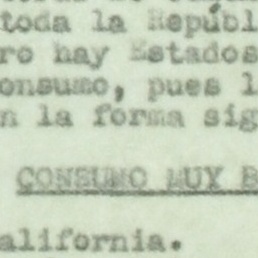 toda la Repúbl
ro hay Estados
onsumo, pues l
n la forma sig
CONSUMO MUY B
alifornia.